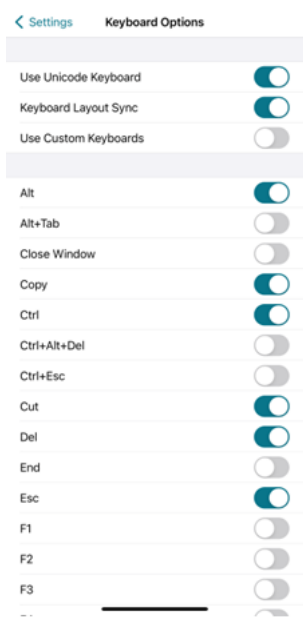 Settings Keyboard Options
Use Unicode Keyboard
Keyboard Layout Sync
Use Custom Keyboards
Alt
Alt+Tab
Close Window
Copy
Ctrl
Ctrl+Alt+Del
Ctrl+Esc
Cut
Del
End
Esc
F1
F2
F3